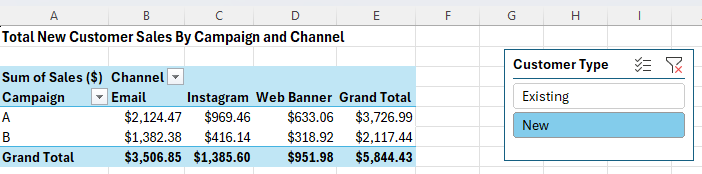 A B C D E F G H I
Total New Customer Sales By Campaign and Channel
Sum of Sales ($) Channel
Campaign Email Instagram Web Banner Grand Total
A $2,124.47 $969.46 $633.06 $3,726.99
B $1,382.38 $416.14 $318.92 $2,117.44
Grand Total $3,506.85 $1,385.60 $951.98 $5,844.43
Customer Type
Existing
New